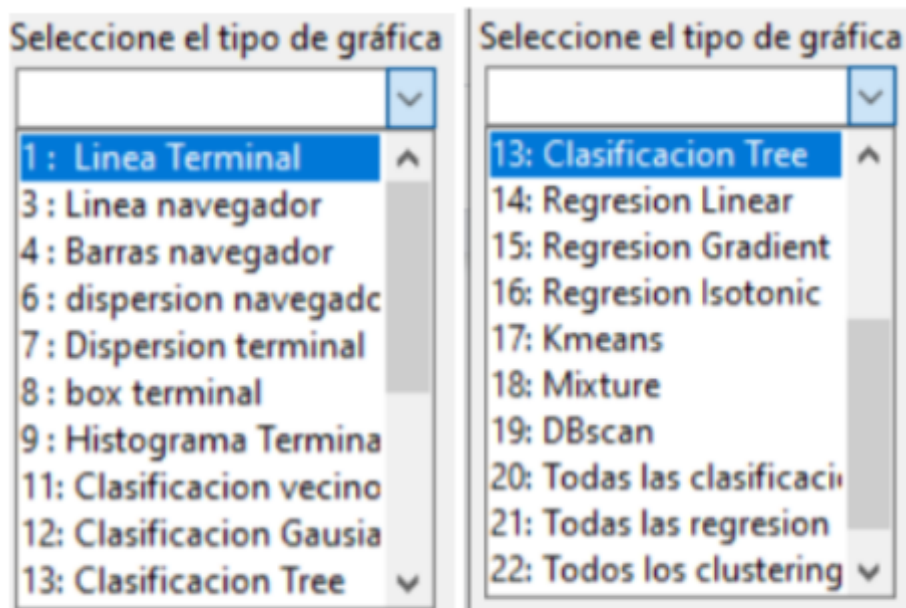 Seleccione el tipo de gráfica
1 : Linea Terminal
3 : Linea navegador
4 : Barras navegador
6 : dispersion navegadc
7 : Dispersion terminal
8 : box terminal
9 : Histograma Termina
11: Clasificacion vecino
12: Clasificacion Gausia
13: Clasificacion Tree
Seleccione el tipo de gráfica
13: Clasificacion Tree
14: Regresion Linear
15: Regresion Gradient
16: Regresion Isotonic
17: Kmeans
18: Mixture
19: DBscan
20: Todas las clasificaci
21: Todas las regresion
22: Todos los clustering